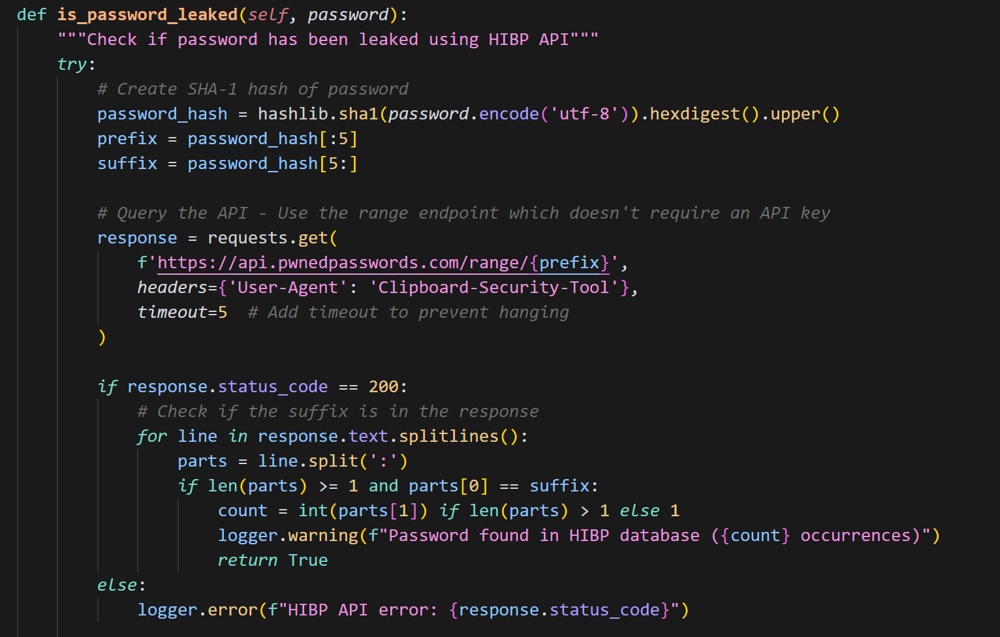 def is_password_leaked(self, password):
    """Check if password has been leaked using HIBP API"""
    try:
        # Create SHA-1 hash of password
        password_hash = hashlib.sha1(password.encode('utf-8')).hexdigest().upper()
        prefix = password_hash[:5]
        suffix = password_hash[5:]

        # Query the API - Use the range endpoint which doesn't require an API key
        response = requests.get(
            f'https://api.pwnedpasswords.com/range/{prefix}',
            headers={'User-Agent': 'Clipboard-Security-Tool'},
            timeout=5  # Add timeout to prevent hanging
        )

        if response.status_code == 200:
            # Check if the suffix is in the response
            for line in response.text.splitlines():
                parts = line.split(':')
                if len(parts) >= 1 and parts[0] == suffix:
                    count = int(parts[1]) if len(parts) > 1 else 1
                    logger.warning(f"Password found in HIBP database ({count} occurrences)")
                    return True
        else:
            logger.error(f"HIBP API error: {response.status_code}")